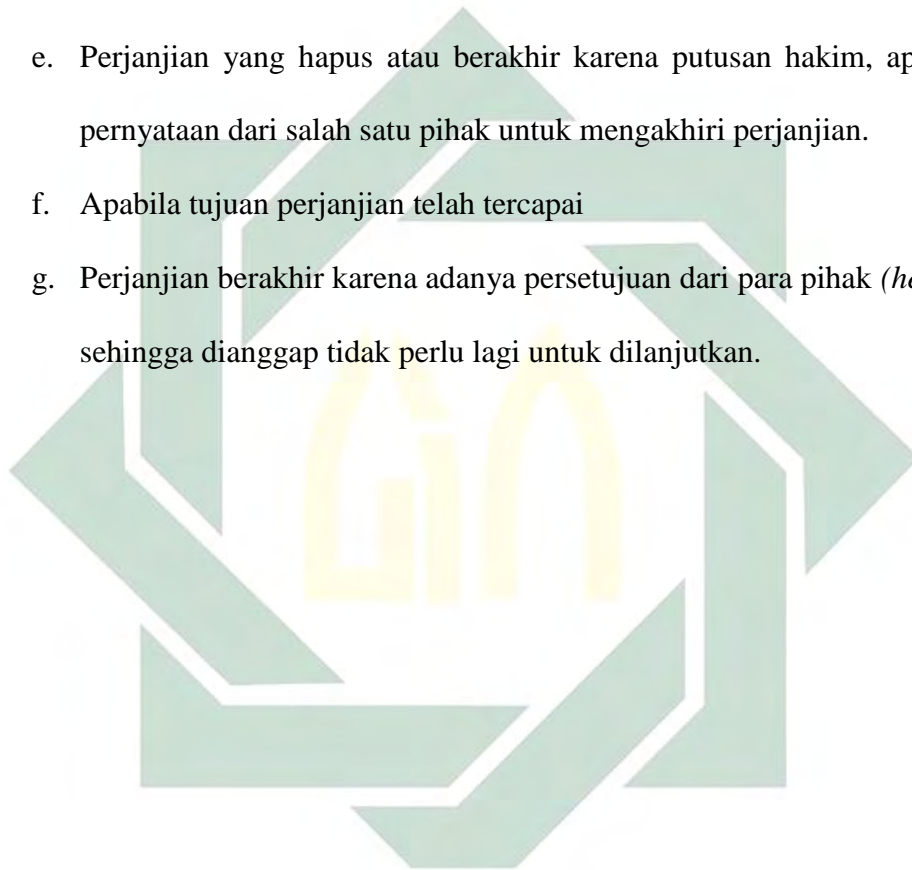 e. Perjanjian yang hapus atau berakhir karena putusan hakim,
pernyataan dari salah satu pihak untuk mengakhiri perjanjian.
f. Apabila tujuan perjanjian telah tercapai
g. Perjanjian berakhir karena adanya persetujuan dari para pihak
sehingga dianggap tidak perlu lagi untuk dilanjutkan.